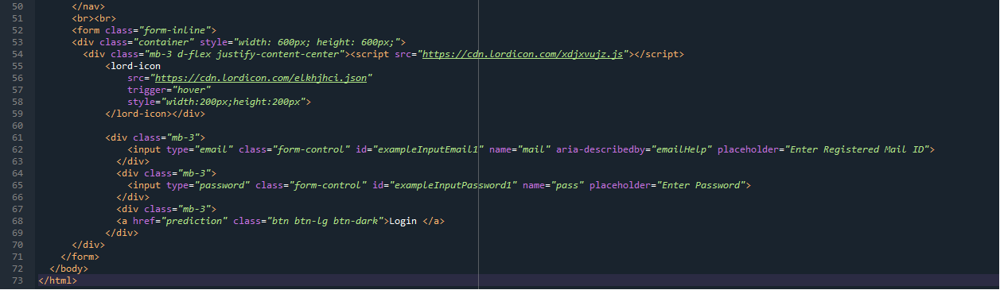 50 </nav>
51 <br><br>
52 <form class="form-inline">
53 <div class="container" style="width: 600px; height: 600px;">
54 <div class="mb-3 d-flex justify-content-center"><script src="https://cdn.lordicon.com/xdjxvujz.js"></script>
55 <lord-icon
56 src="https://cdn.lordicon.com/elkhjhci.json"
57 trigger="hover"
58 style="width:200px;height:200px">
59 </lord-icon></div>
60
61 <div class="mb-3">
62 <input type="email" class="form-control" id="exampleInputEmail1" name="mail" aria-describedby="emailHelp" placeholder="Enter Registered Mail ID">
63 </div>
64 <div class="mb-3">
65 <input type="password" class="form-control" id="exampleInputPassword1" name="pass" placeholder="Enter Password">
66 </div>
67 <div class="mb-3">
68 <a href="prediction" class="btn btn-lg btn-dark">Login </a>
69 </div>
70 </div>
71 </form>
72 </body>
73 </html>